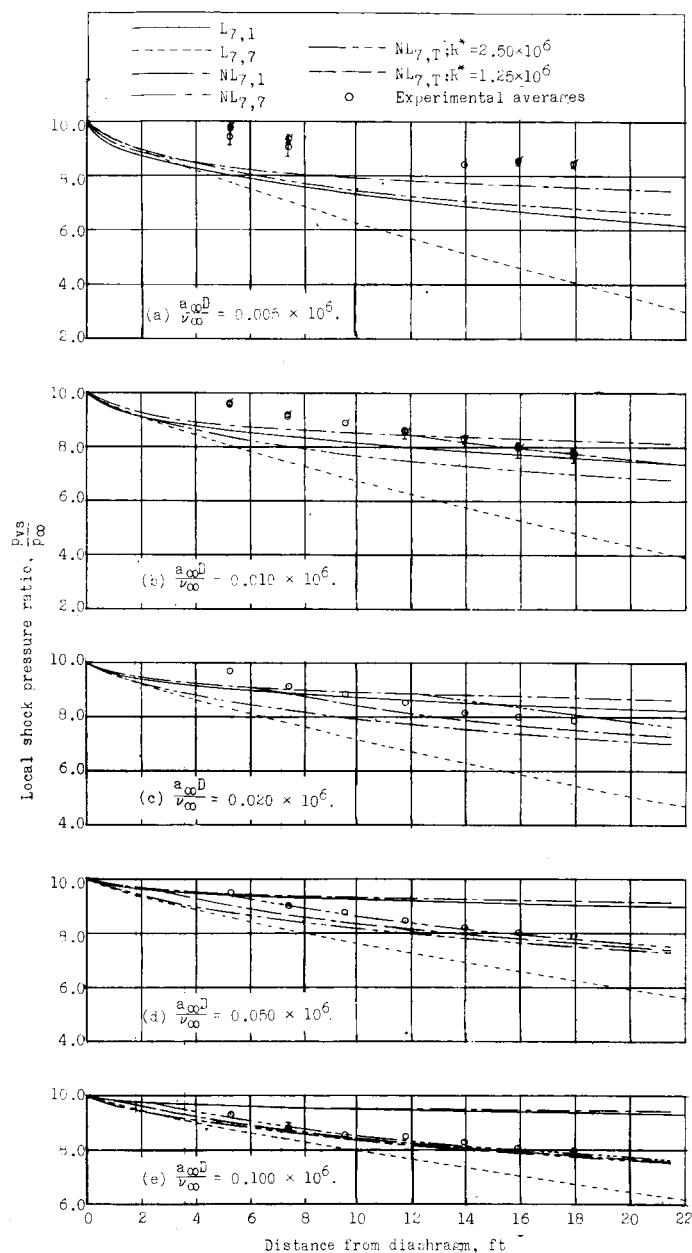 L7,1
L7,7
NL7,1
NL7,7
NL7,T;R*=2.50×10^6
NL7,T;R*=1.25×10^6
Experimental averages
10.0
8.0
6.0
4.0
2.0
(a) a∞D/ν∞ = 0.005 × 10^6.
10.0
8.0
6.0
4.0
2.0
(b) a∞D/ν∞ = 0.010 × 10^6.
10.0
8.0
6.0
4.0
(c) a∞D/ν∞ = 0.020 × 10^6.
10.0
8.0
6.0
4.0
(d) a∞D/ν∞ = 0.050 × 10^6.
10.0
8.0
6.0
(e) a∞D/ν∞ = 0.100 × 10^6.
0 2 4 6 8 10 12 14 16 18 20 22
Distance from diaphragm, ft
Local shock pressure ratio, pvs/p∞